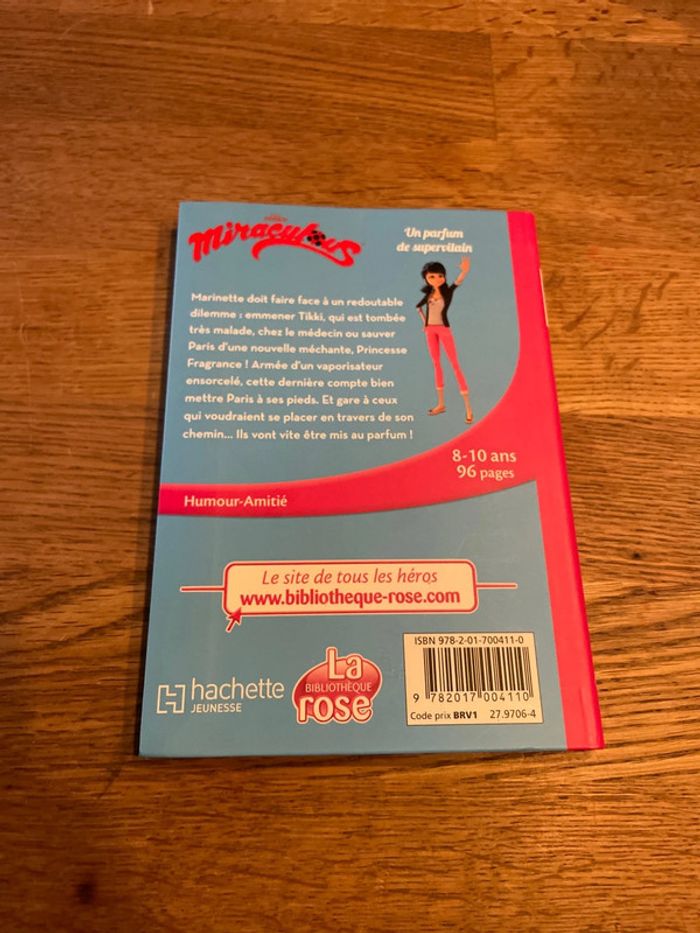 Miraculous
Un parfum
de supervilain
Marinette doit faire face à un redoutable
dilemme : emmener Tikki, qui est tombée
très malade, chez le médecin ou sauver
Paris d'une nouvelle méchante, Princesse
Fragrance ! Armée d'un vaporisateur
ensorcelé, cette dernière compte bien
mettre Paris à ses pieds. Et gare à ceux
qui voudraient se placer en travers de son
chemin... Ils vont vite être mis au parfum !
8-10 ans
96 pages
Humour-Amitié
Le site de tous les héros
www.bibliotheque-rose.com
hachette
JEUNESSE
La
BIBLIOTHÈQUE
rose
ISBN 978-2-01-700411-0
9 782017 004110
Code prix BRV1 27.9706-4